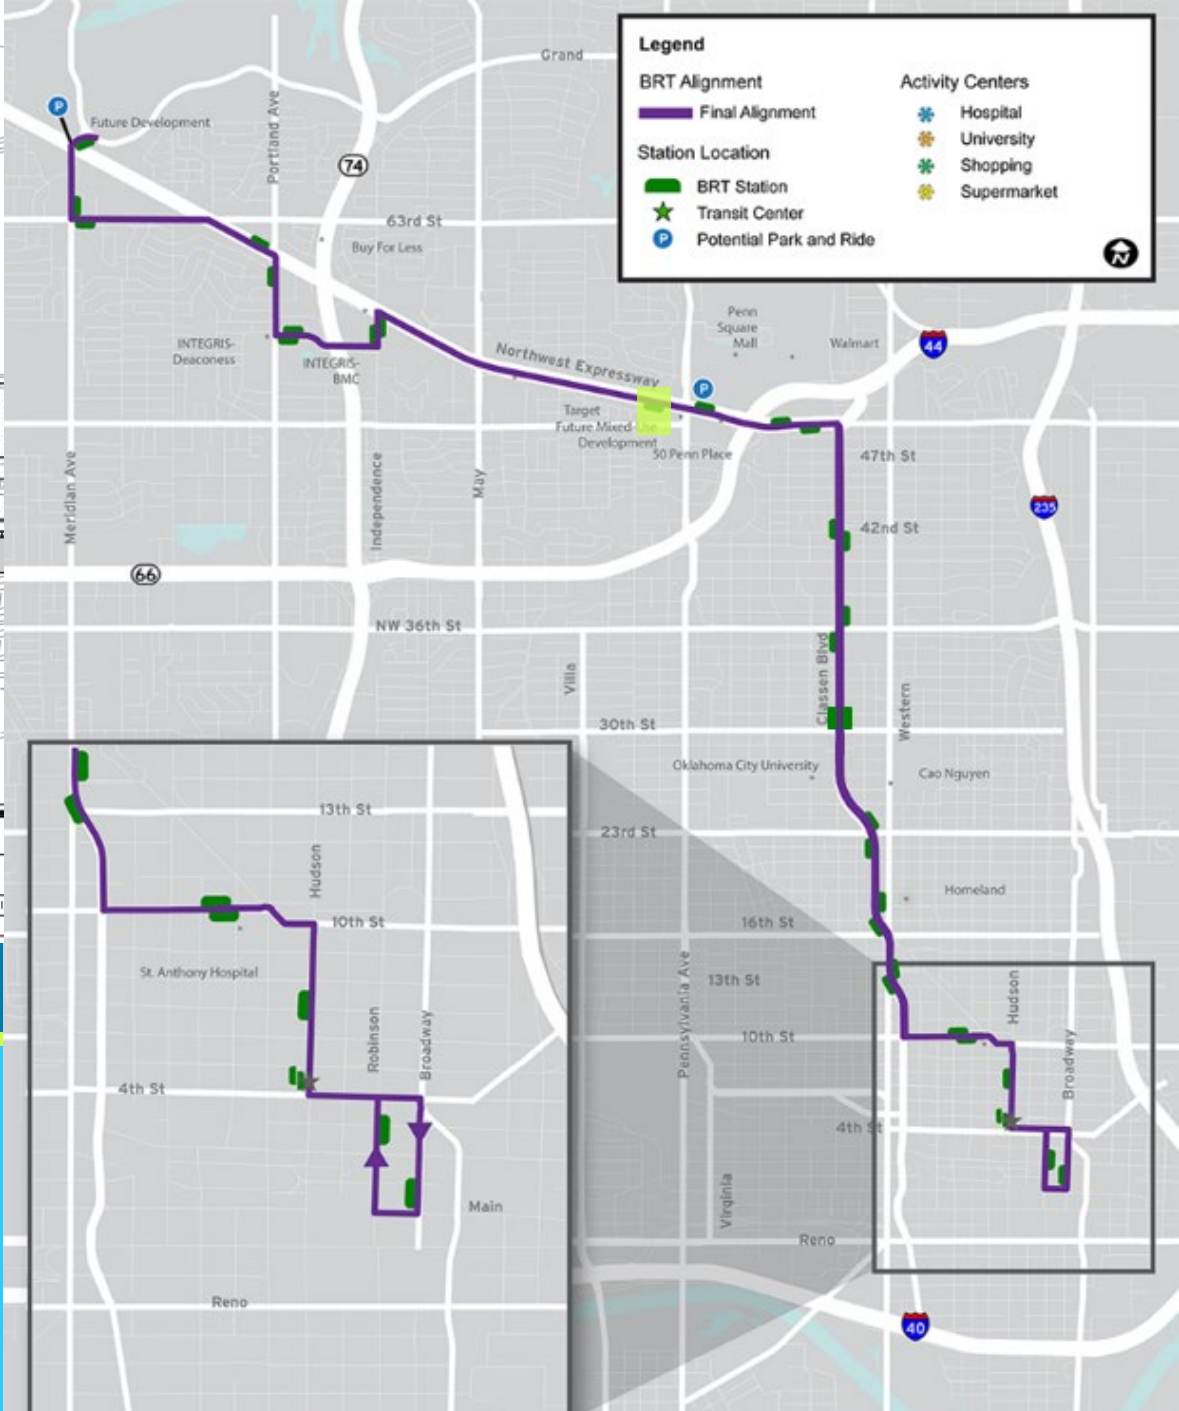 Legend
BRT Alignment
Final Alignment
Station Location
BRT Station
Transit Center
P Potential Park and Ride
Activity Centers
Hospital
University
Shopping
Supermarket
N
Grand
P
Future Development
Portland Ave
74
63rd St
Buy For Less
INTEGRIS-
Deaconess
INTEGRIS-
BMC
Northwest Expressway
Penn
Square
Mall
Walmart
44
P
Target
Future Mixed-Use
Development
50 Penn Place
47th St
Meridian Ave
Independence
May
42nd St
235
66
NW 36th St
Villa
Classen Blvd
Western
30th St
Oklahoma City University
Cao Nguyen
23rd St
Homeland
16th St
Pennsylvania Ave
13th St
Hudson
10th St
Broadway
4th St
Virginia
Reno
40
13th St
Hudson
10th St
St. Anthony Hospital
Robinson
Broadway
4th St
Main
Reno